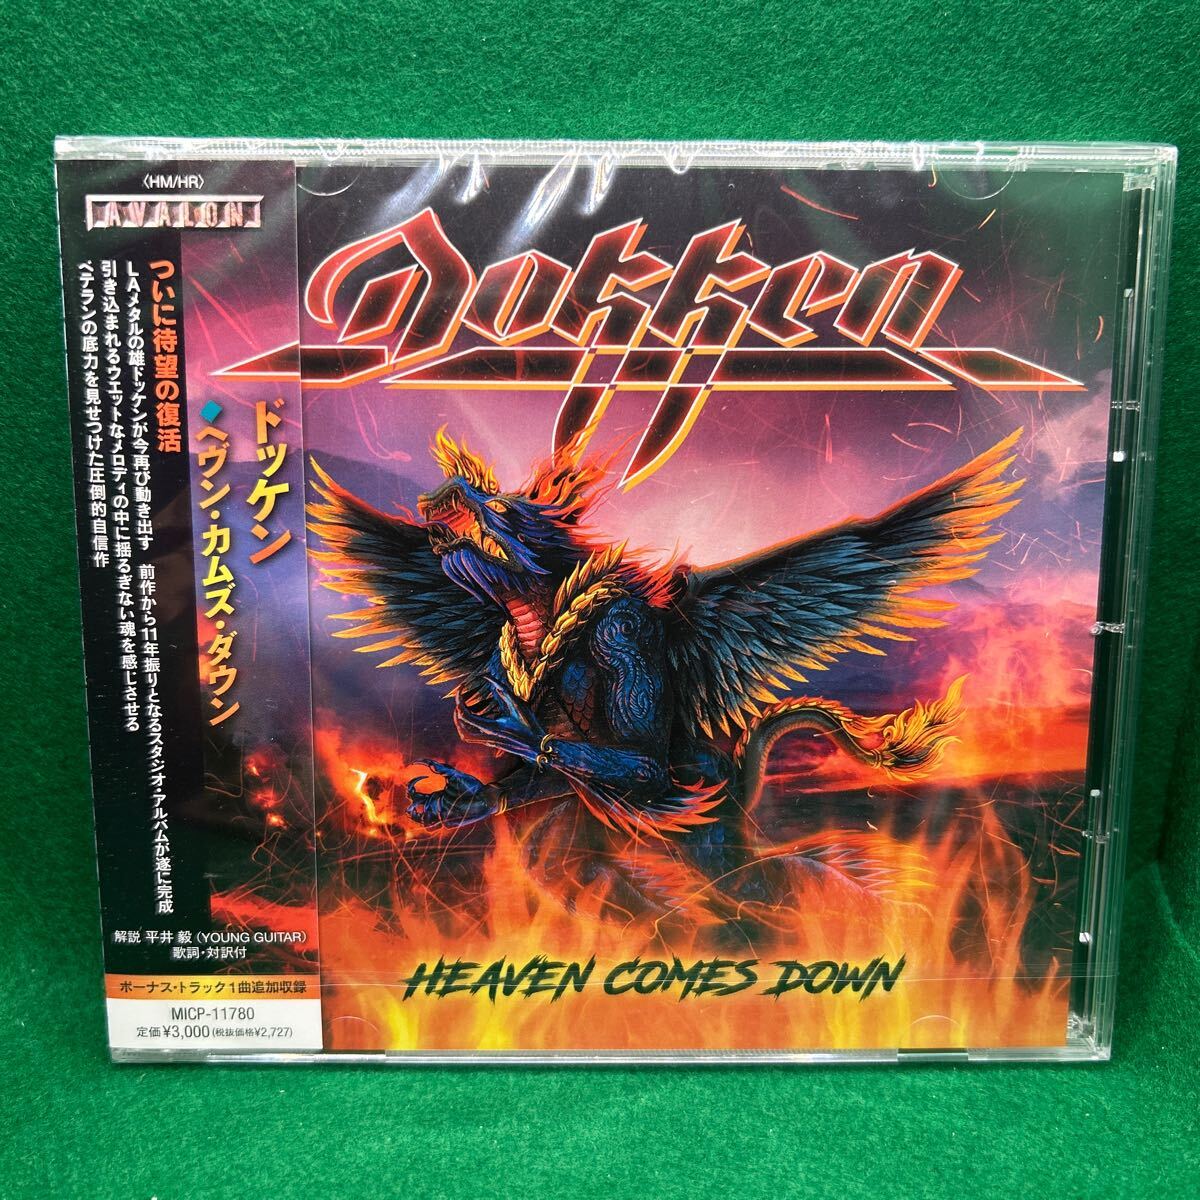 〈HM/HR〉
AVALON
ドッケン
◆ヘヴン・カムズ・ダウン
ついに待望の復活
LAメタルの雄ドッケンが今再び動き出す 前作から11年振りとなるスタジオ・アルバムが遂に完成
引き込まれるウエットなメロディの中に揺るぎない魂を感じさせる
ベテランの底力を見せつけた圧倒的自信作
解説 平井 毅(YOUNG GUITAR)
歌詞・対訳付
ボーナス・トラック1曲追加収録
MICP-11780
定価¥3,000(税抜価格¥2,727)
Dokken
HEAVEN COMES DOWN